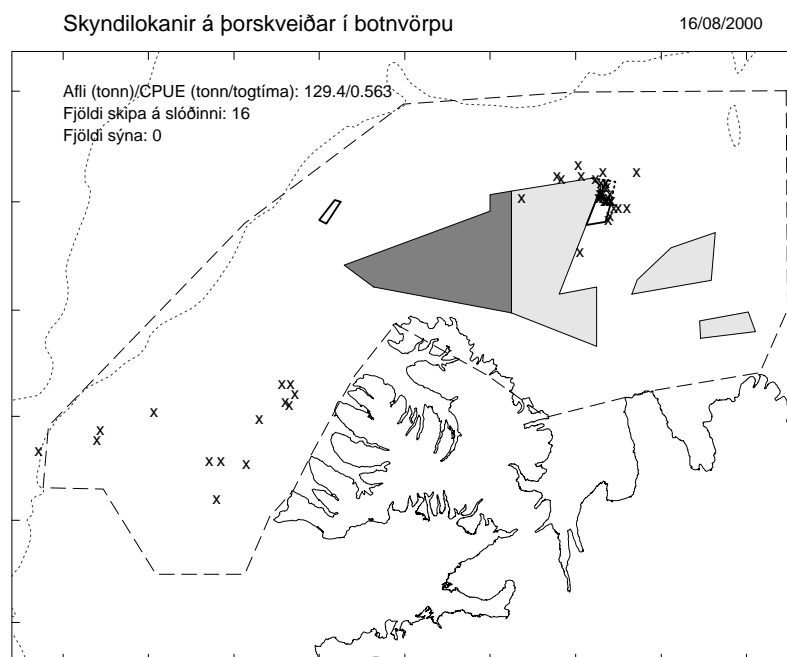 Skyndilokanir á þorskveiðar í botnvörpu
16/08/2000
Afli (tonn)/CPUE (tonn/togtíma): 129.4/0.563
Fjöldi skipa á slóðinni: 16
Fjöldi sýna: 0